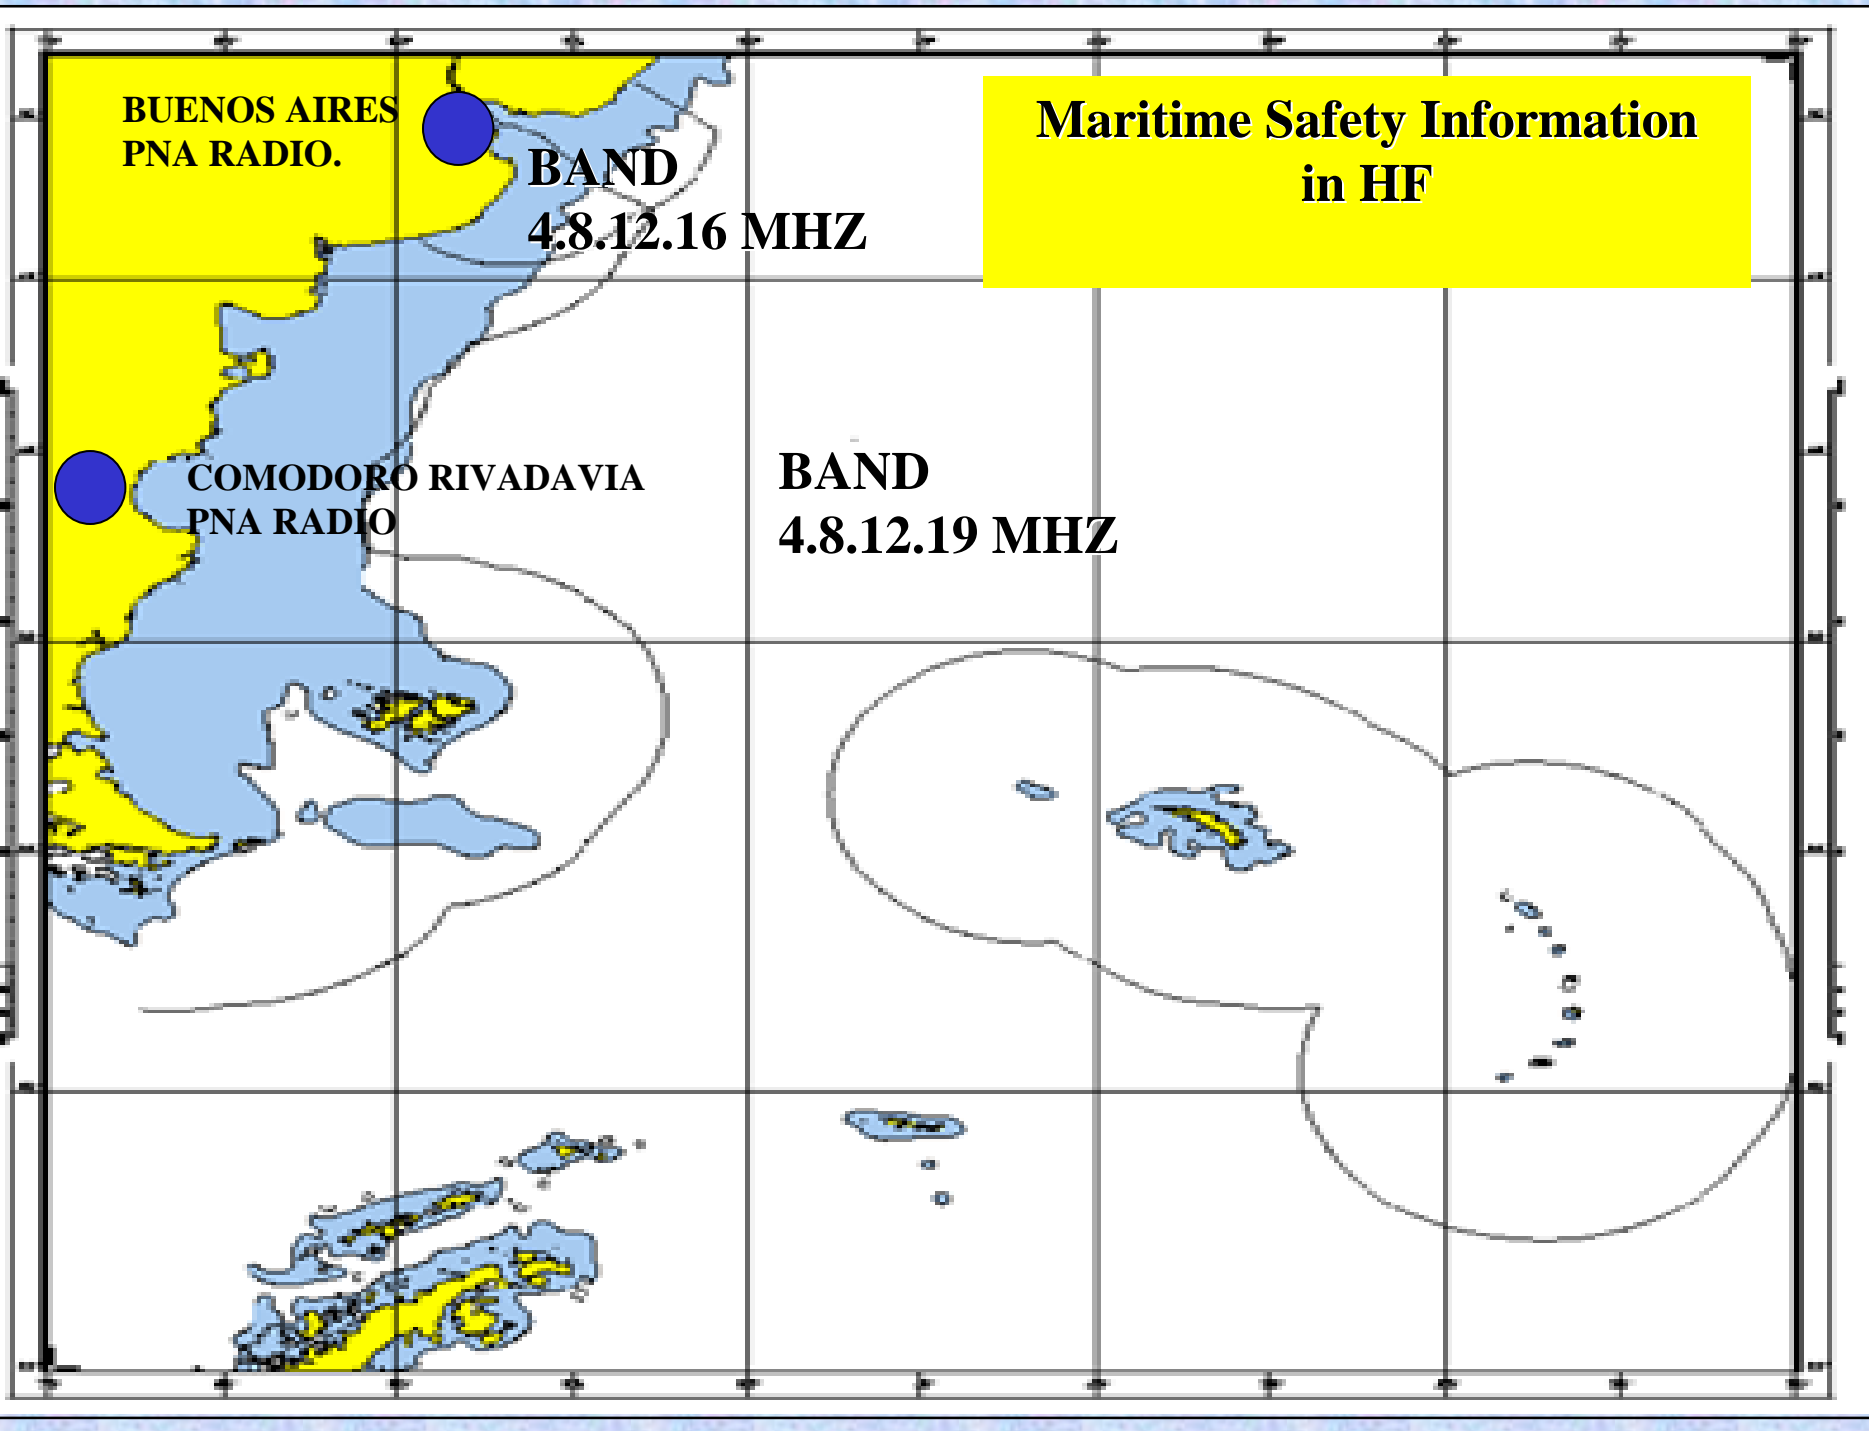 Maritime Safety Information
in HF
BUENOS AIRES
PNA RADIO.
BAND
4.8.12.16 MHZ
COMODORO RIVADAVIA
PNA RADIO
BAND
4.8.12.19 MHZ